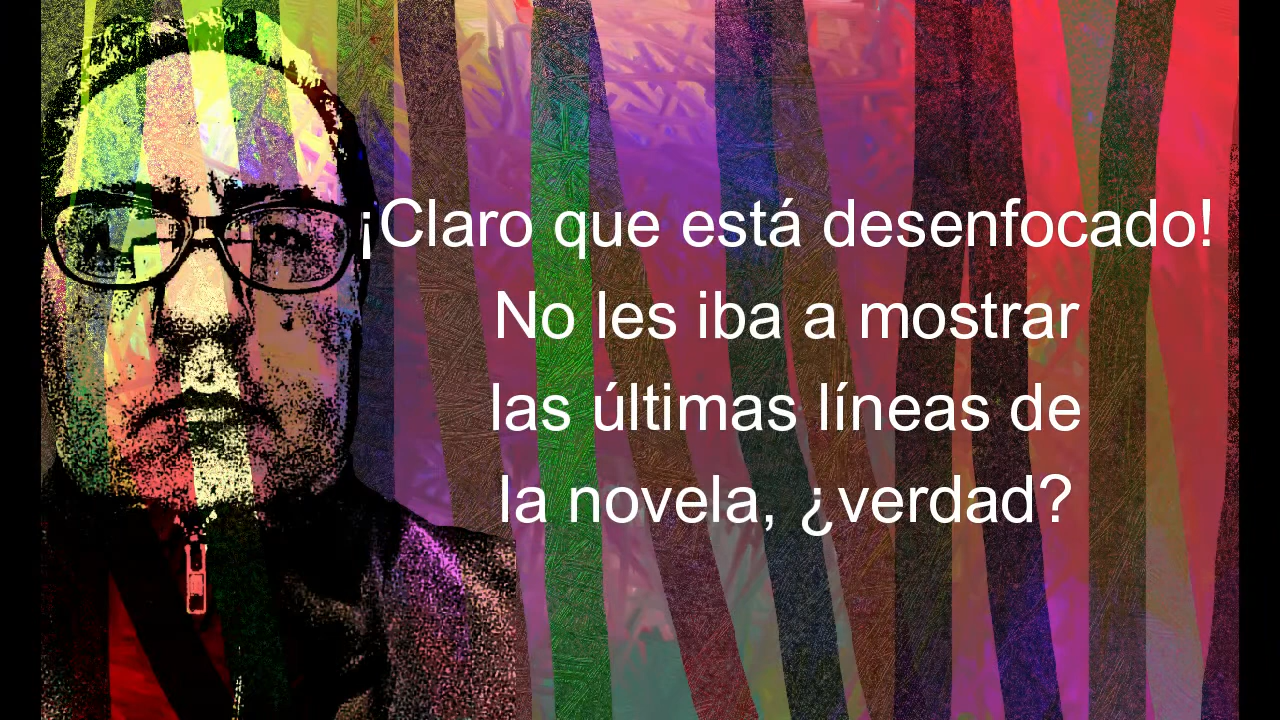 ¡Claro que está desenfocado!
No les iba a mostrar
las últimas líneas de
la novela, ¿verdad?